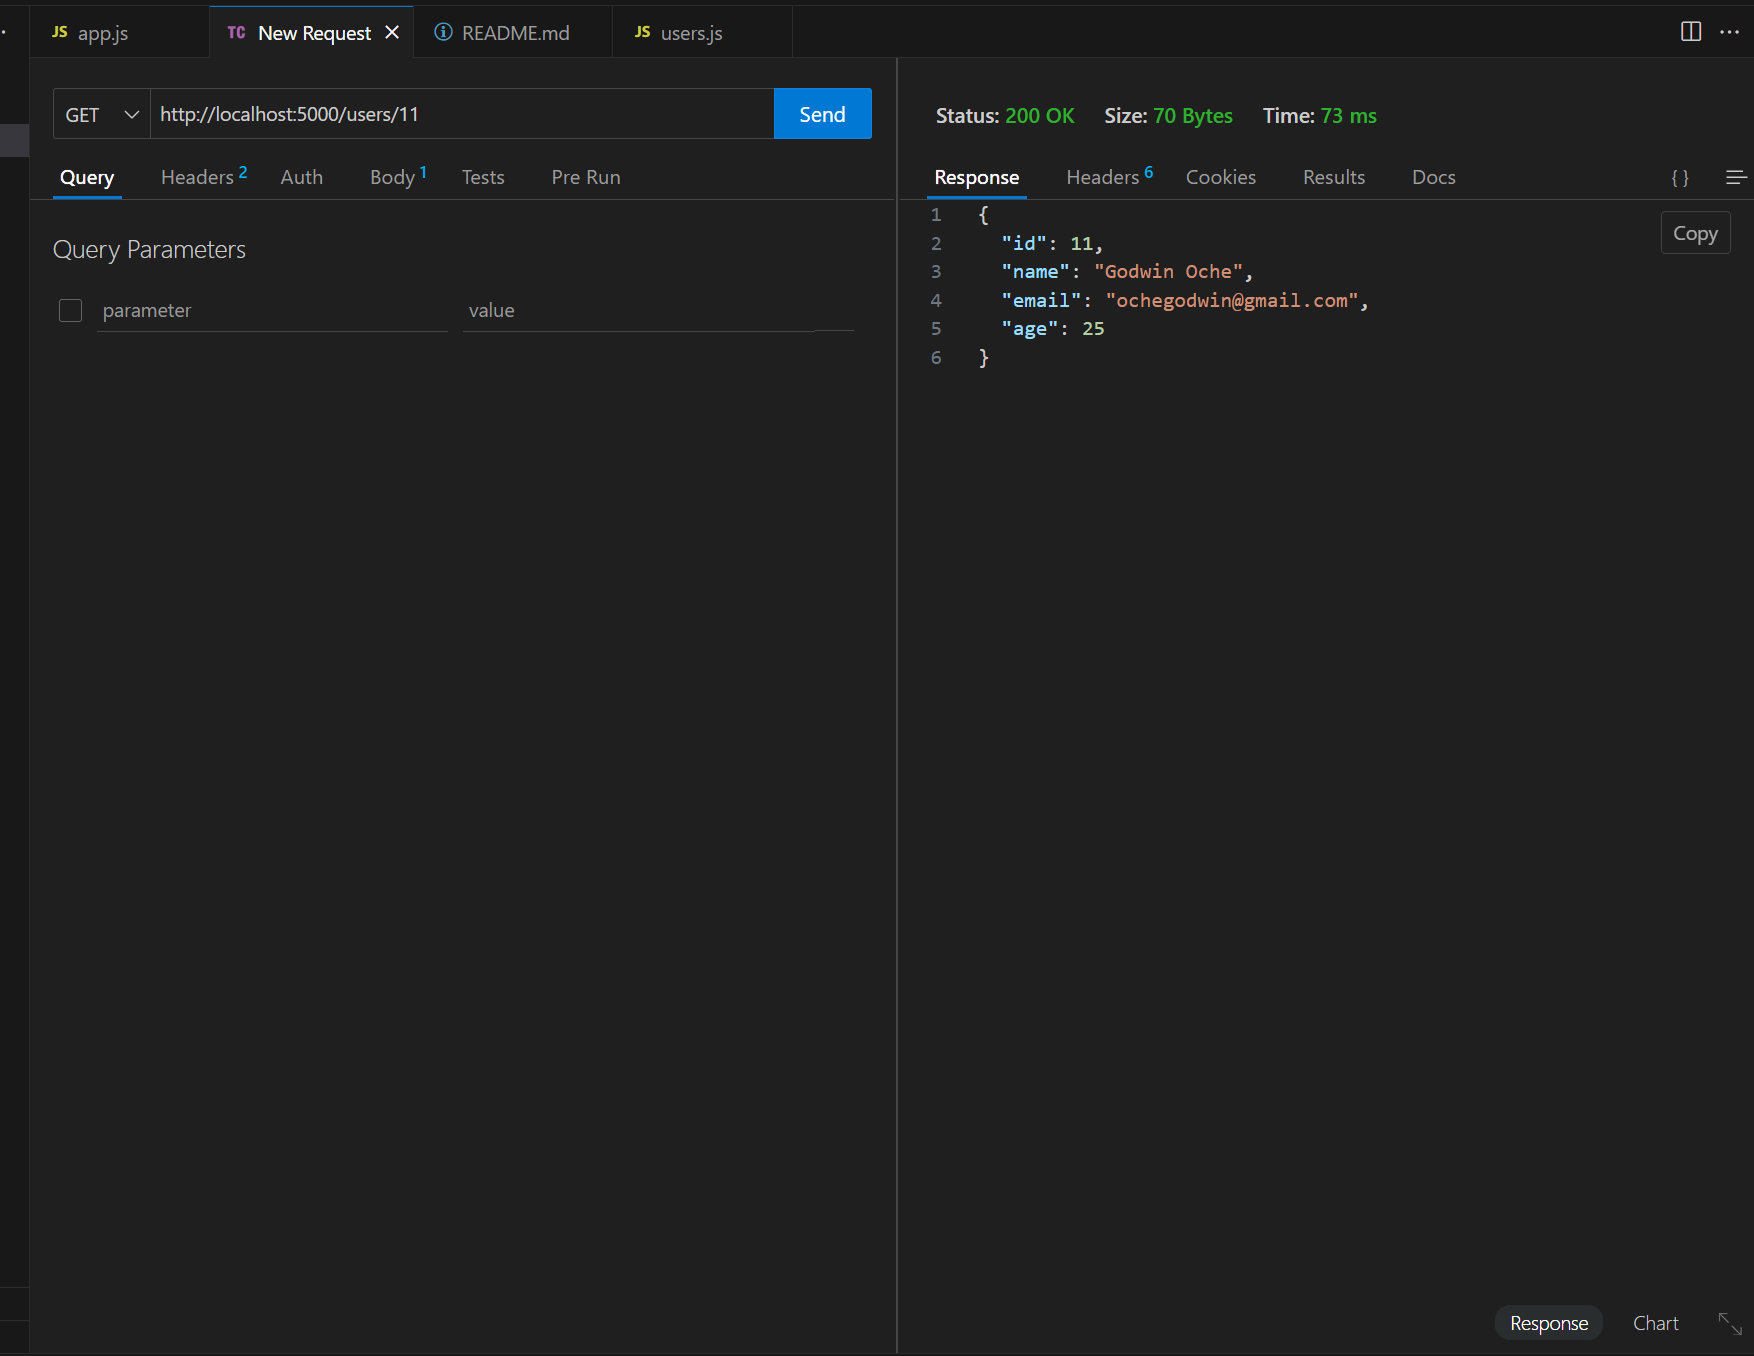 JS app.js
TC New Request
README.md
JS users.js
GET http://localhost:5000/users/11 Send
Query Headers 2 Auth Body 1 Tests Pre Run
Query Parameters
parameter value
Status: 200 OK Size: 70 Bytes Time: 73 ms
Response Headers 6 Cookies Results Docs { }
Copy
1 {
2 "id": 11,
3 "name": "Godwin Oche",
4 "email": "ochegodwin@gmail.com",
5 "age": 25
6 }
Response Chart